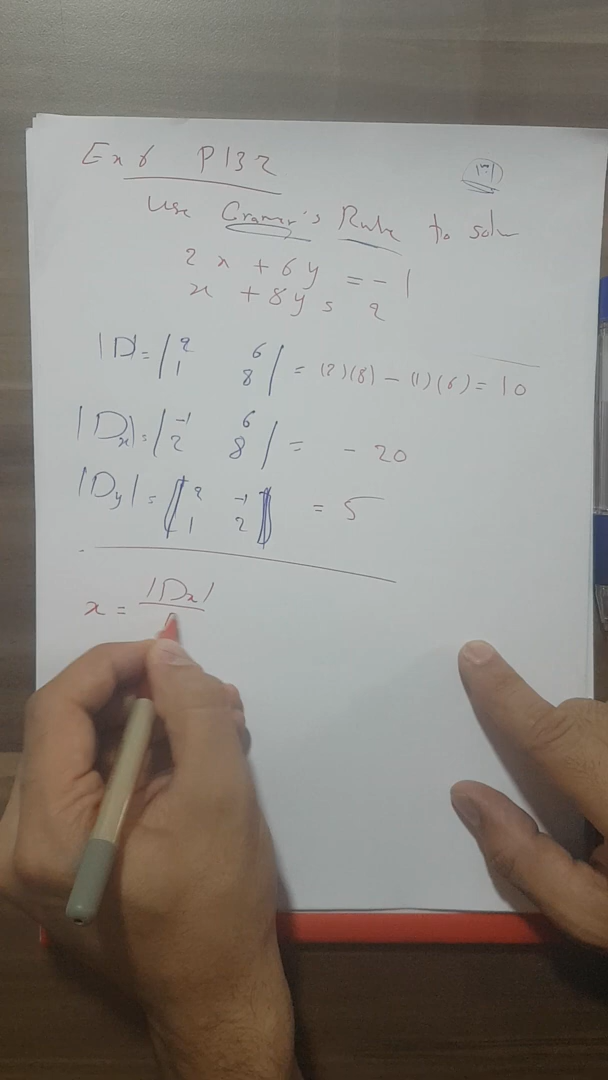 Ex 6 P132
Use Cramer's Rule to solv
2x + 6y = -1
x + 8y = 2
|D| = | 2 6 | = (2)(8) - (1)(6) = 10
1 8
|Dx| = | -1 6 | = -20
2 8
|Dy| = | 2 -1 | = 5
1 2
x = |Dx|